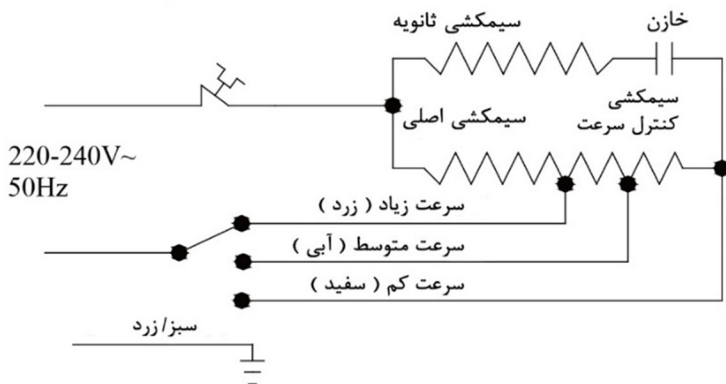 سیمکشی ثانویه
خازن
سیمکشی اصلی
سیمکشی
کنترل سرعت
220-240V~
50Hz
سرعت زیاد ( زرد )
سرعت متوسط ( آبی )
سرعت کم ( سفید )
سبز/زرد